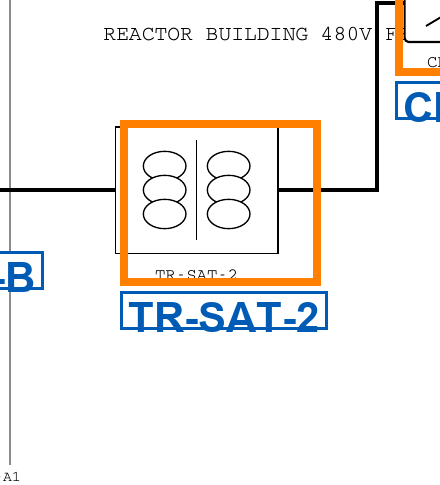 REACTOR BUILDING 480V F
TR-SAT-2
-B
TR-SAT-2
A1